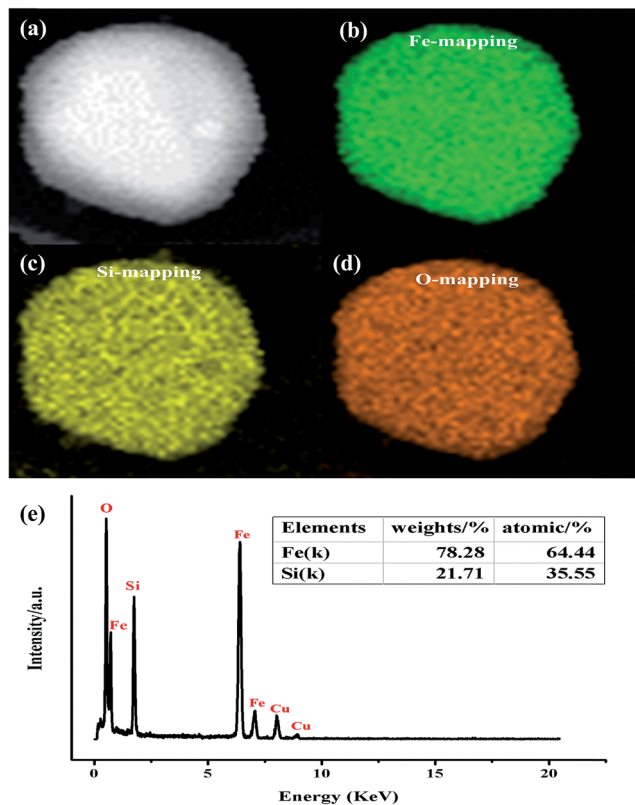 (a)
(b)
Fe-mapping
(c)
Si-mapping
(d)
O-mapping
(e)
O
Fe
Si
Fe
Fe
Cu
Cu
Elements weights/% atomic/%
Fe(k) 78.28 64.44
Si(k) 21.71 35.55
Intensity/a.u.
0 5 10 15 20
Energy (KeV)